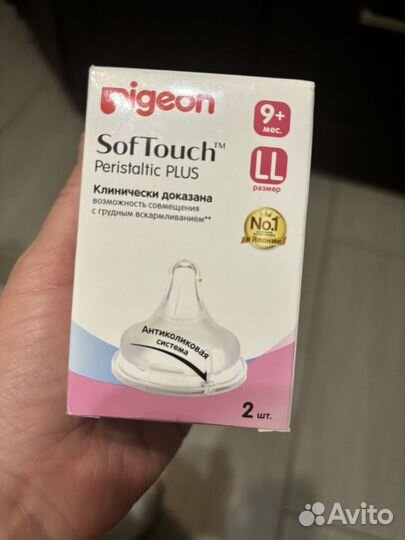 pigeon
SofTouch™
Peristaltic PLUS
Клинически доказана
возможность совмещения
с грудным вскармливанием**
9+
мес.
LL
размер
No.1
в Японии
Антиколиковая
система
2 шт.
Avito